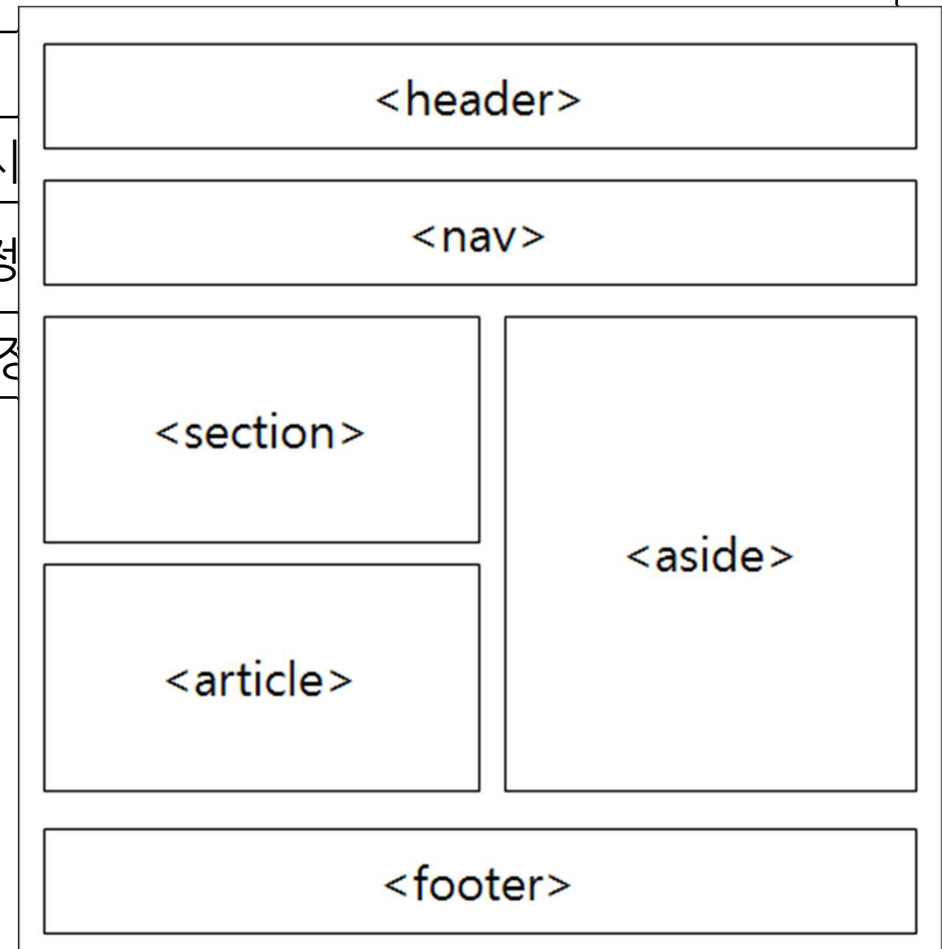 <header>
<nav>
<section>
<aside>
<article>
<footer>